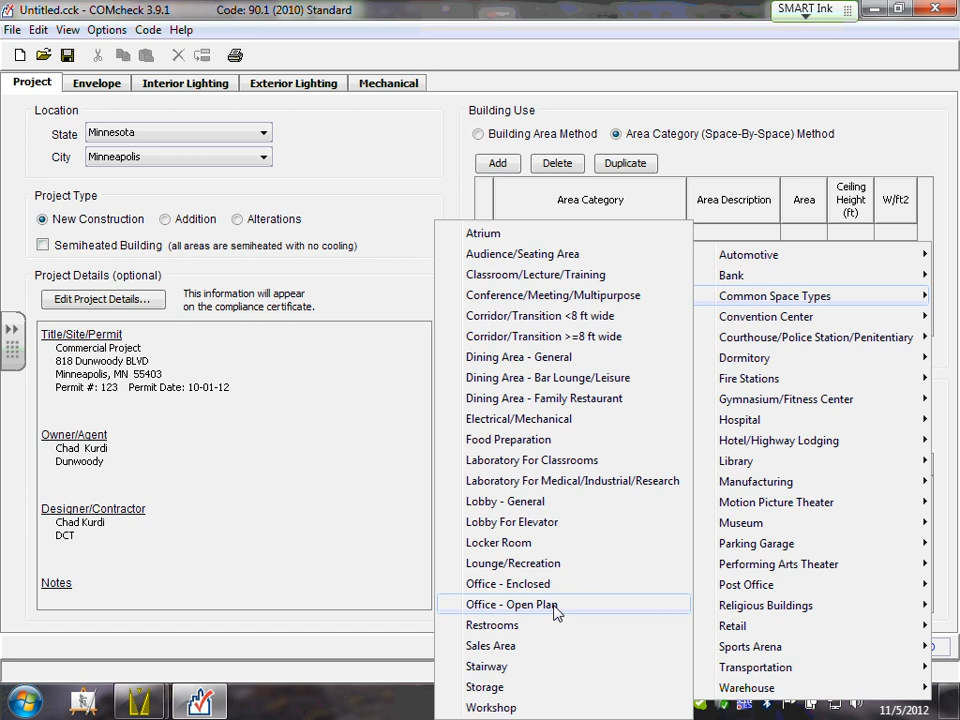 Untitled.cck - COMcheck 3.9.1 Code: 90.1 (2010) Standard
SMART Ink
File Edit View Options Code Help
Project Envelope Interior Lighting Exterior Lighting Mechanical
Location
State Minnesota
City Minneapolis
Project Type
New Construction Addition Alterations
Semiheated Building (all areas are semiheated with no cooling)
Project Details (optional)
Edit Project Details...
This information will appear
on the compliance certificate.
Title/Site/Permit
Commercial Project
818 Dunwoody BLVD
Minneapolis, MN 55403
Permit #: 123 Permit Date: 10-01-12
Owner/Agent
Chad Kurdi
Dunwoody
Designer/Contractor
Chad Kurdi
DCT
Notes
Building Use
Building Area Method Area Category (Space-By-Space) Method
Add Delete Duplicate
Area Category Area Description Area Ceiling Height (ft) W/ft2
Atrium
Audience/Seating Area
Classroom/Lecture/Training
Conference/Meeting/Multipurpose
Corridor/Transition <8 ft wide
Corridor/Transition >=8 ft wide
Dining Area - General
Dining Area - Bar Lounge/Leisure
Dining Area - Family Restaurant
Electrical/Mechanical
Food Preparation
Laboratory For Classrooms
Laboratory For Medical/Industrial/Research
Lobby - General
Lobby For Elevator
Locker Room
Lounge/Recreation
Office - Enclosed
Office - Open Plan
Restrooms
Sales Area
Stairway
Storage
Workshop
Automotive
Bank
Common Space Types
Convention Center
Courthouse/Police Station/Penitentiary
Dormitory
Fire Stations
Gymnasium/Fitness Center
Hospital
Hotel/Highway Lodging
Library
Manufacturing
Motion Picture Theater
Museum
Parking Garage
Performing Arts Theater
Post Office
Religious Buildings
Retail
Sports Arena
Transportation
Warehouse
11/5/2012